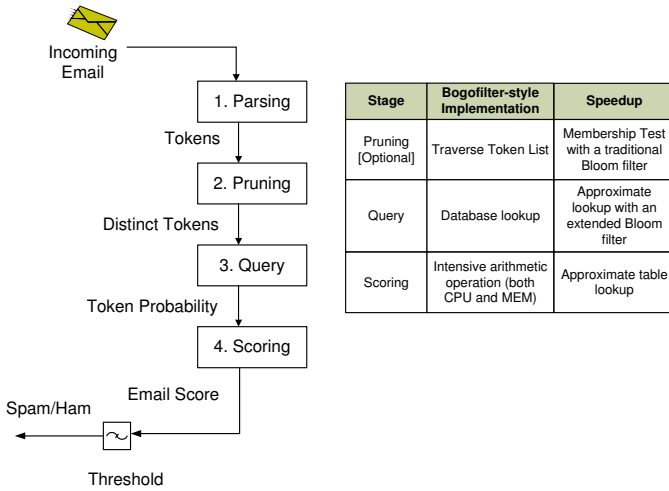 Incoming
Email
1. Parsing
Tokens
2. Pruning
Distinct Tokens
3. Query
Token Probability
4. Scoring
Email Score
Spam/Ham
Threshold
Stage
Bogofilter-style
Implementation
Speedup
Pruning
[Optional]
Traverse Token List
Membership Test
with a traditional
Bloom filter
Query
Database lookup
Approximate
lookup with an
extended Bloom
filter
Scoring
Intensive arithmetic
operation (both
CPU and MEM)
Approximate table
lookup